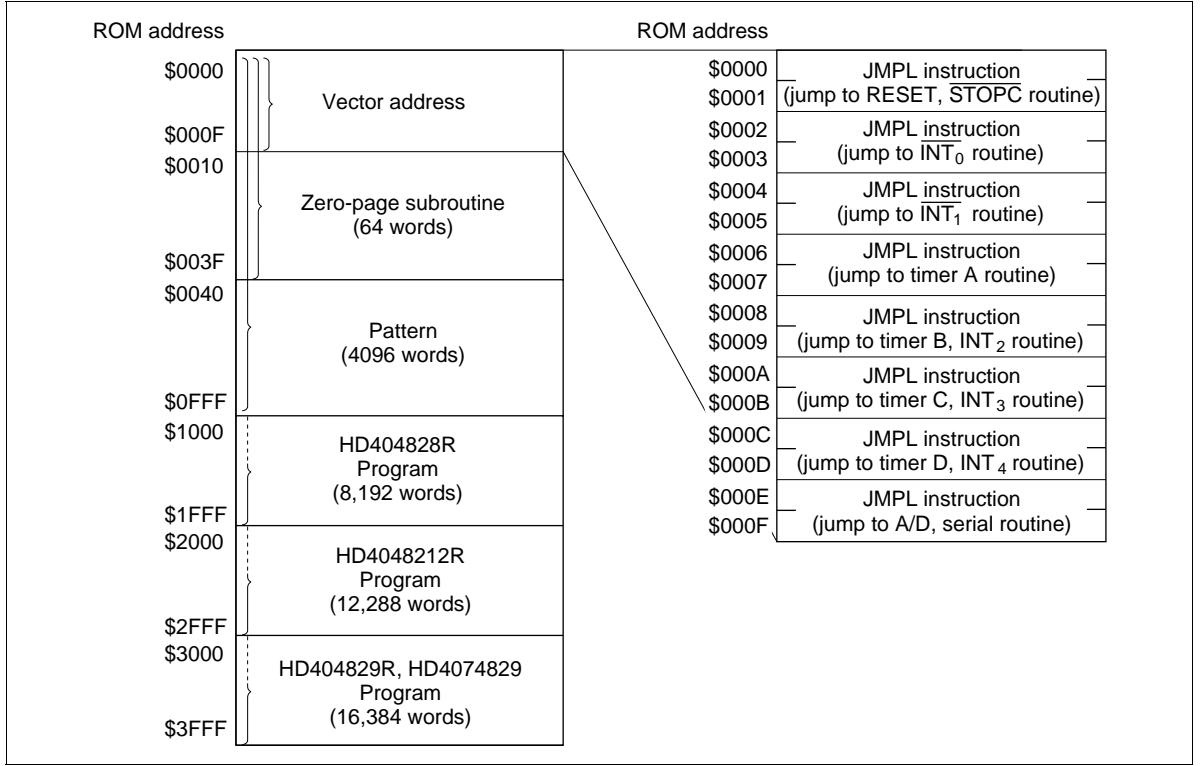 ROM address
$0000
Vector address
$000F
$0010
Zero-page subroutine
(64 words)
$003F
$0040
Pattern
(4096 words)
$0FFF
$1000
HD404828R
Program
(8,192 words)
$1FFF
$2000
HD4048212R
Program
(12,288 words)
$2FFF
$3000
HD404829R, HD4074829
Program
(16,384 words)
$3FFF
ROM address
$0000 JMPL instruction
$0001 (jump to RESET, STOPC routine)
$0002 JMPL instruction
$0003 (jump to INT0 routine)
$0004 JMPL instruction
$0005 (jump to INT1 routine)
$0006 JMPL instruction
$0007 (jump to timer A routine)
$0008 JMPL instruction
$0009 (jump to timer B, INT2 routine)
$000A JMPL instruction
$000B (jump to timer C, INT3 routine)
$000C JMPL instruction
$000D (jump to timer D, INT4 routine)
$000E JMPL instruction
$000F (jump to A/D, serial routine)